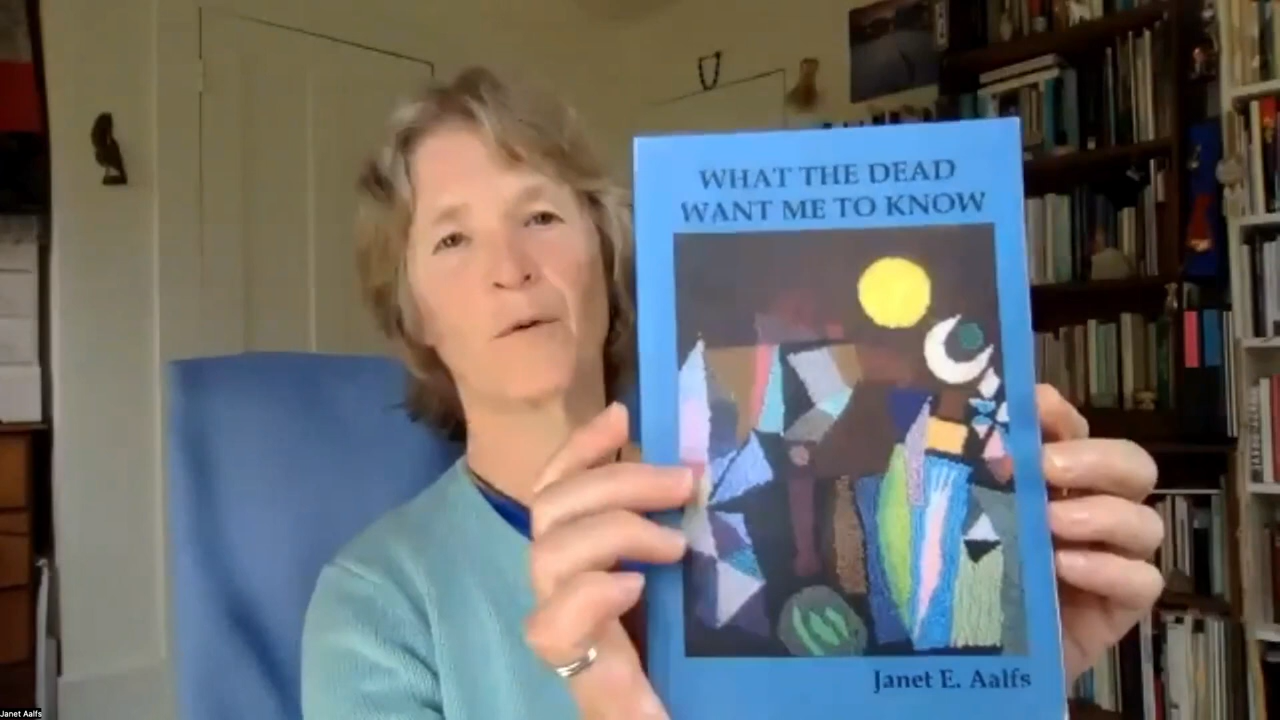 WHAT THE DEAD
WANT ME TO KNOW
Janet E. Aalfs
Janet Aalfs